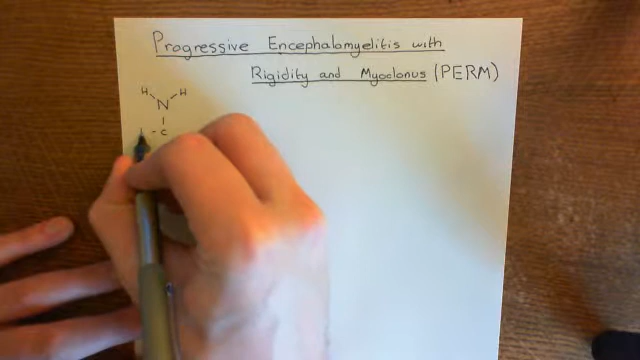 Progressive Encephalomyelitis with
Rigidity and Myoclonus (PERM)
H H
N
C